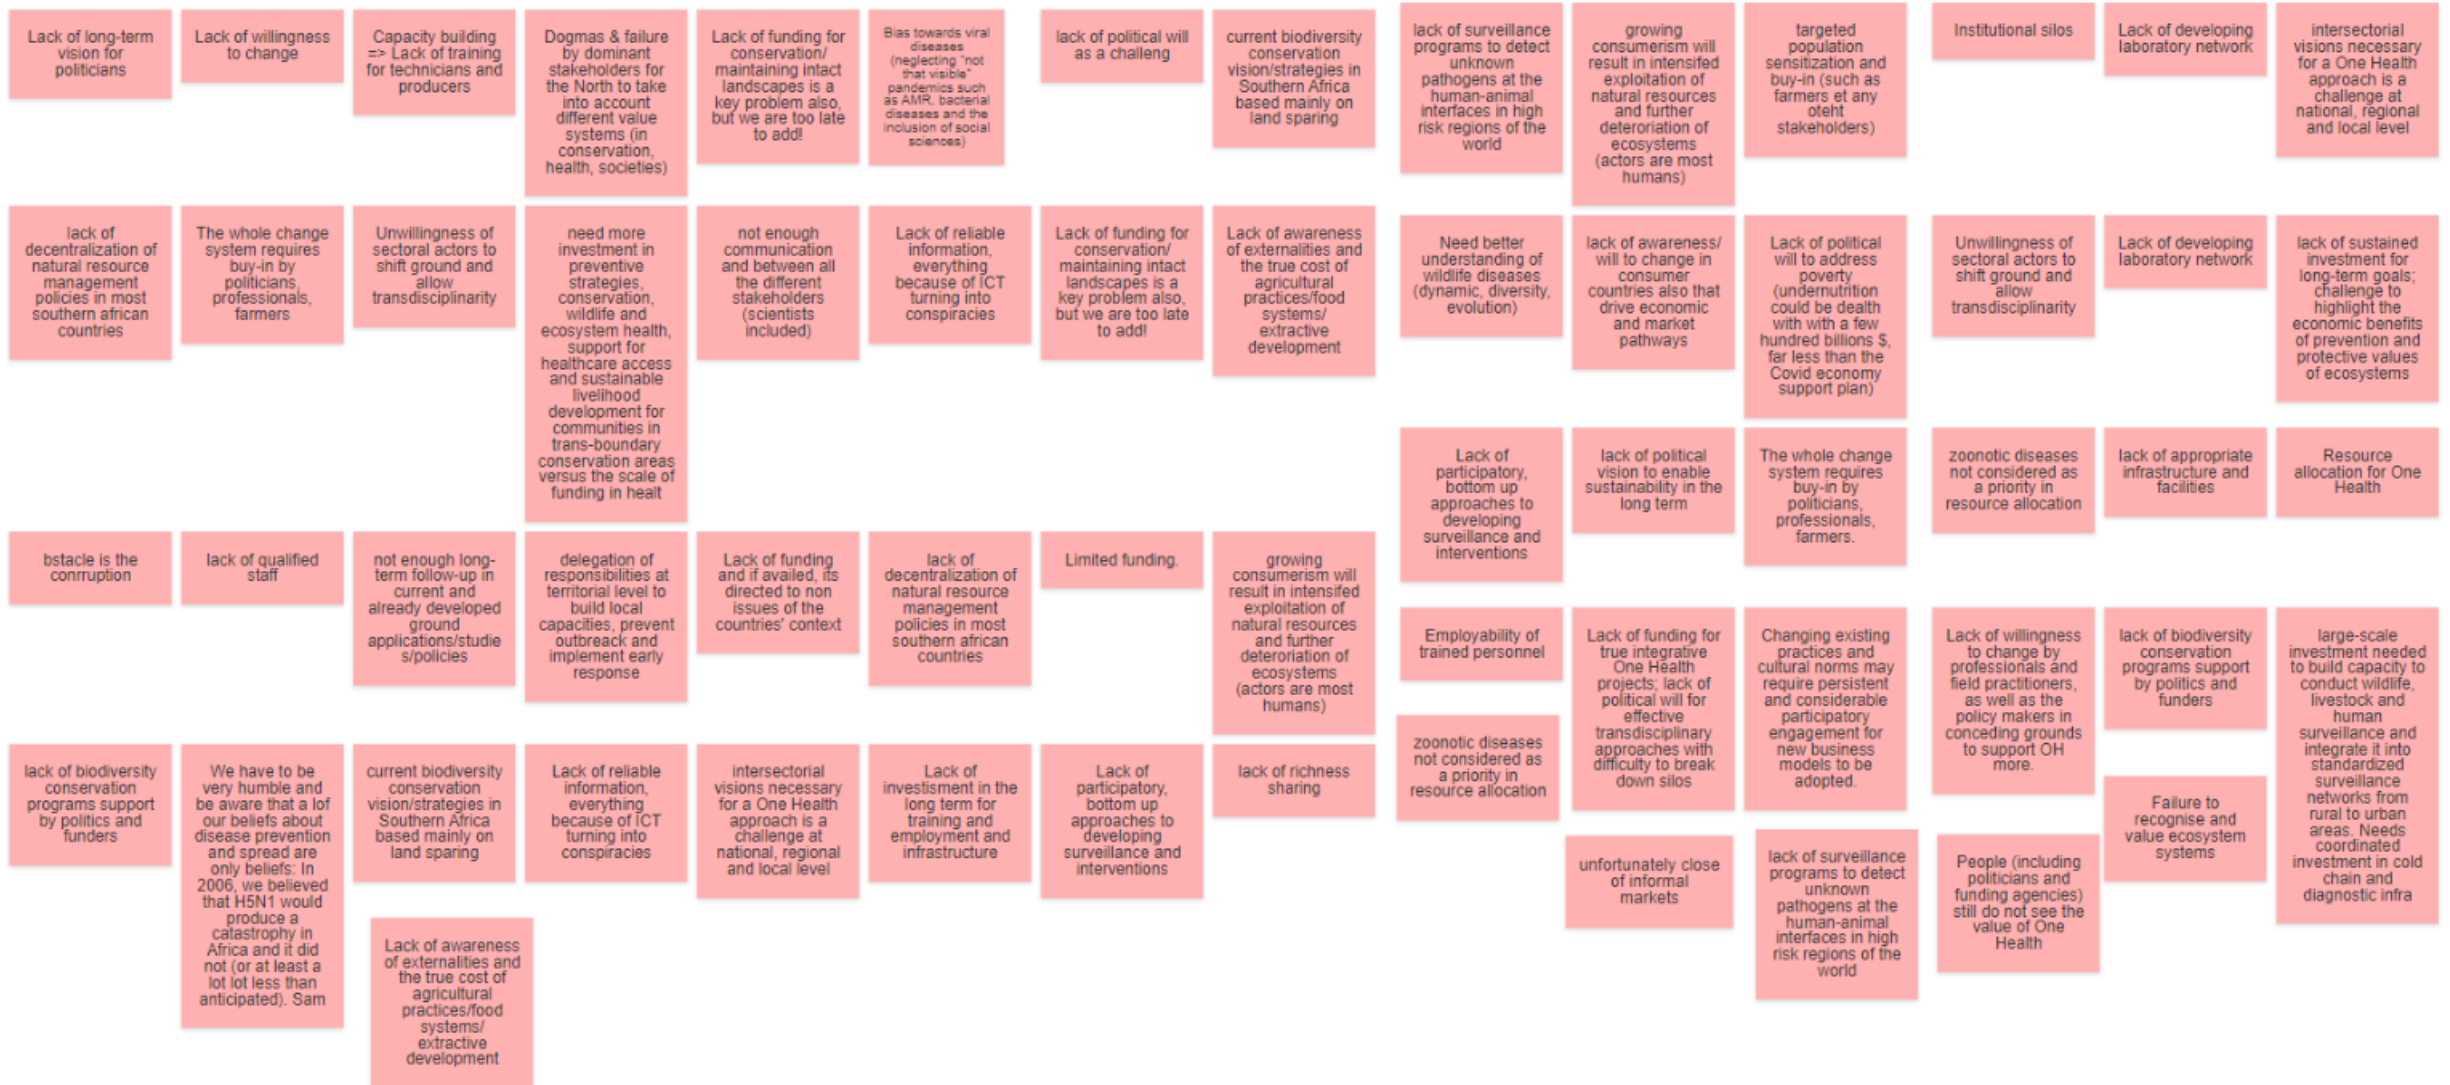 Lack of long-term
vision for
politicians
Lack of willingness
to change
Capacity building
=> Lack of training
for technicians and
producers
Dogmas & failure
by dominant
stakeholders for
the North to take
into account
different value
systems (in
conservation,
health, societies)
Lack of funding for
conservation/
maintaining intact
landscapes is a
key problem also,
but we are too late
to add!
Bias towards viral
diseases
(neglecting "not
that visible"
pandemics such
as AMR, bacterial
diseases and the
inclusion of social
sciences)
lack of political will
as a challeng
current biodiversity
conservation
vision/strategies in
Southern Africa
based mainly on
land sparing
lack of surveillance
programs to detect
unknown
pathogens at the
human-animal
interfaces in high
risk regions of the
world
growing
consumerism will
result in intensifed
exploitation of
natural resources
and further
deteroriation of
ecosystems
(actors are most
humans)
targeted
population
sensitization and
buy-in (such as
farmers et any
oteht
stakeholders)
Institutional silos
Lack of developing
laboratory network
intersectorial
visions necessary
for a One Health
approach is a
challenge at
national, regional
and local level
lack of
decentralization of
natural resource
management
policies in most
southern african
countries
The whole change
system requires
buy-in by
politicians,
professionals,
farmers
Unwillingness of
sectoral actors to
shift ground and
allow
transdisciplinarity
need more
investment in
preventive
strategies,
conservation,
wildlife and
ecosystem health,
support for
healthcare access
and sustainable
livelihood
development for
communities in
trans-boundary
conservation areas
versus the scale of
funding in healt
not enough
communication
and between all
the different
stakeholders
(scientists
included)
Lack of reliable
information,
everything
because of ICT
turning into
conspiracies
Lack of funding for
conservation/
maintaining intact
landscapes is a
key problem also,
but we are too late
to add!
Lack of awareness
of externalities and
the true cost of
agricultural
practices/food
systems/
extractive
development
Need better
understanding of
wildlife diseases
(dynamic, diversity,
evolution)
lack of awareness/
will to change in
consumer
countries also that
drive economic
and market
pathways
Lack of political
will to address
poverty
(undernutrition
could be dealth
with with a few
hundred billions $,
far less than the
Covid economy
support plan)
Unwillingness of
sectoral actors to
shift ground and
allow
transdisciplinarity
Lack of developing
laboratory network
lack of sustained
investment for
long-term goals;
challenge to
highlight the
economic benefits
of prevention and
protective values
of ecosystems
Lack of
participatory,
bottom up
approaches to
developing
surveillance and
interventions
lack of political
vision to enable
sustainability in the
long term
The whole change
system requires
buy-in by
politicians,
professionals,
farmers.
zoonotic diseases
not considered as
a priority in
resource allocation
lack of appropriate
infrastructure and
facilities
Resource
allocation for One
Health
bstacle is the
conrruption
lack of qualified
staff
not enough long-
term follow-up in
current and
already developed
ground
applications/studie
s/policies
delegation of
responsibilities at
territorial level to
build local
capacities, prevent
outbreack and
implement early
response
Lack of funding
and if availed, its
directed to non
issues of the
countries' context
lack of
decentralization of
natural resource
management
policies in most
southern african
countries
Limited funding.
growing
consumerism will
result in intensifed
exploitation of
natural resources
and further
deteroriation of
ecosystems
(actors are most
humans)
Employability of
trained personnel
Lack of funding for
true integrative
One Health
projects; lack of
political will for
effective
transdisciplinary
approaches with
difficulty to break
down silos
Changing existing
practices and
cultural norms may
require persistent
and considerable
participatory
engagement for
new business
models to be
adopted.
Lack of willingness
to change by
professionals and
field practitioners,
as well as the
policy makers in
conceding grounds
to support OH
more.
lack of biodiversity
conservation
programs support
by politics and
funders
large-scale
investment needed
to build capacity to
conduct wildlife,
livestock and
human
surveillance and
integrate it into
standardized
surveillance
networks from
rural to urban
areas. Needs
coordinated
investment in cold
chain and
diagnostic infra
zoonotic diseases
not considered as
a priority in
resource allocation
lack of biodiversity
conservation
programs support
by politics and
funders
We have to be
very humble and
be aware that a lof
our beliefs about
disease prevention
and spread are
only beliefs: In
2006, we believed
that H5N1 would
produce a
catastrophy in
Africa and it did
not (or at least a
lot lot less than
anticipated). Sam
current biodiversity
conservation
vision/strategies in
Southern Africa
based mainly on
land sparing
Lack of reliable
information,
everything
because of ICT
turning into
conspiracies
intersectorial
visions necessary
for a One Health
approach is a
challenge at
national, regional
and local level
Lack of
investisment in the
long term for
training and
employment and
infrastructure
Lack of
participatory,
bottom up
approaches to
developing
surveillance and
interventions
lack of richness
sharing
Failure to
recognise and
value ecosystem
systems
unfortunately close
of informal
markets
lack of surveillance
programs to detect
unknown
pathogens at the
human-animal
interfaces in high
risk regions of the
world
People (including
politicians and
funding agencies)
still do not see the
value of One
Health
Lack of awareness
of externalities and
the true cost of
agricultural
practices/food
systems/
extractive
development